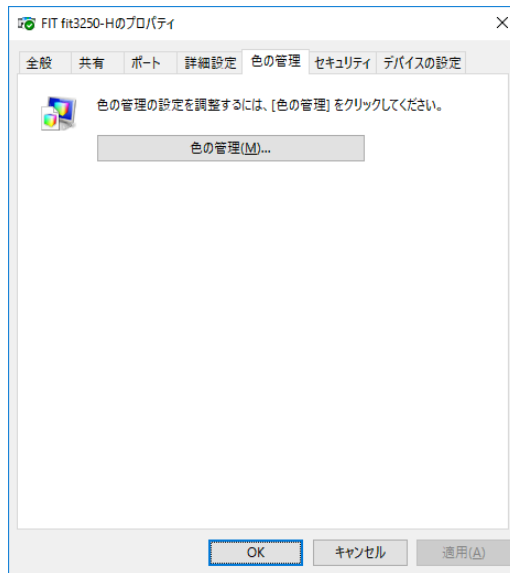 FIT fit3250-Hのプロパティ
全般 共有 ポート 詳細設定 色の管理 セキュリティ デバイスの設定
色の管理の設定を調整するには、[色の管理] をクリックしてください。
色の管理(M)...
OK キャンセル 適用(A)